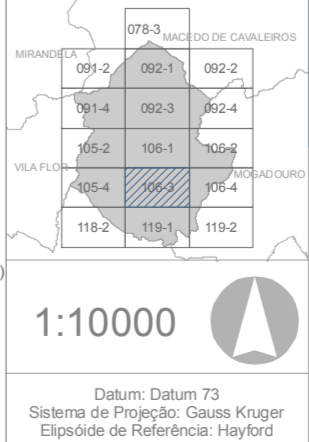 078-3
MACEDO DE CAVALEIROS
MIRANDELA
091-2 092-1 092-2
091-4 092-3 092-4
105-2 106-1 106-2
VILA FLOR
MOGADOURO
105-4 106-3 106-4
118-2 119-1 119-2
)
1:10000
Datum: Datum 73
Sistema de Projeção: Gauss Kruger
Elipsóide de Referência: Hayford